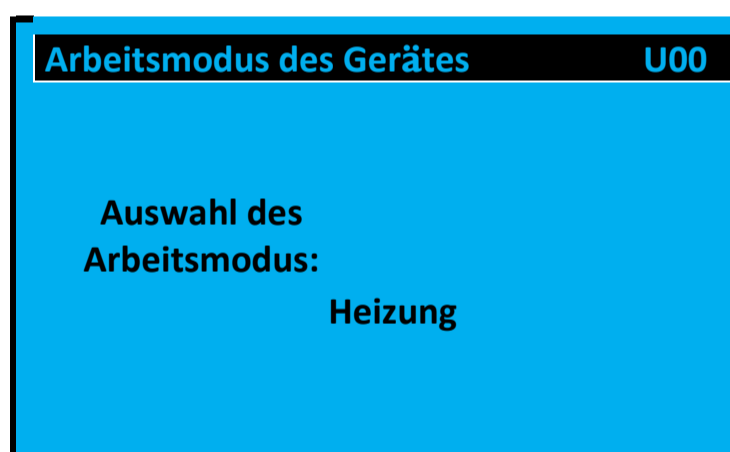 Arbeitsmodus des Gerätes U00
Auswahl des
Arbeitsmodus:
Heizung